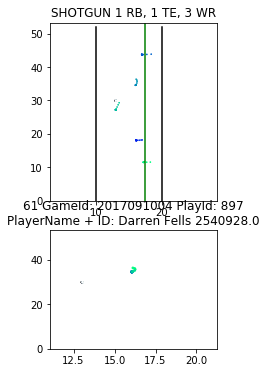 SHOTGUN 1 RB, 1 TE, 3 WR
50
40
30
20
10
0
10 20
61 GameId: 2017091004 PlayId: 897
PlayerName + ID: Darren Fells 2540928.0
40
20
0
12.5 15.0 17.5 20.0